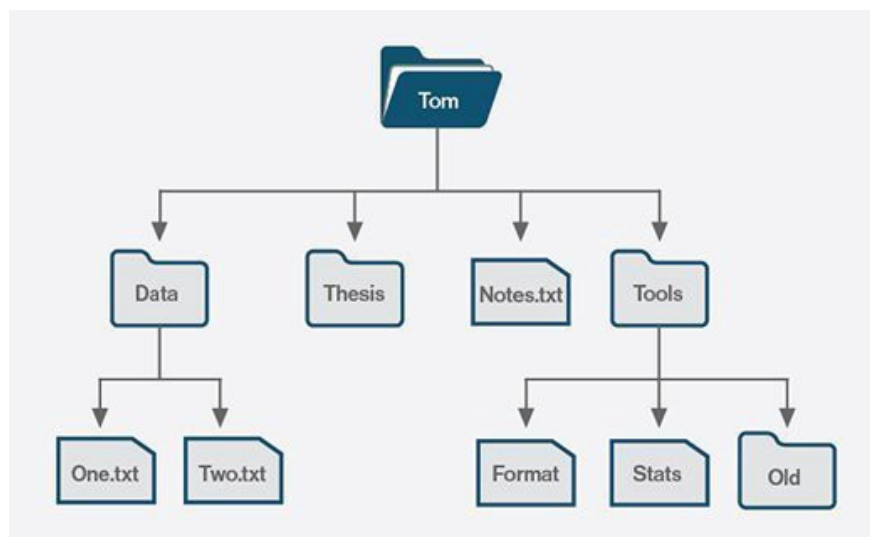 Tom
Data
Thesis
Notes.txt
Tools
One.txt
Two.txt
Format
Stats
Old